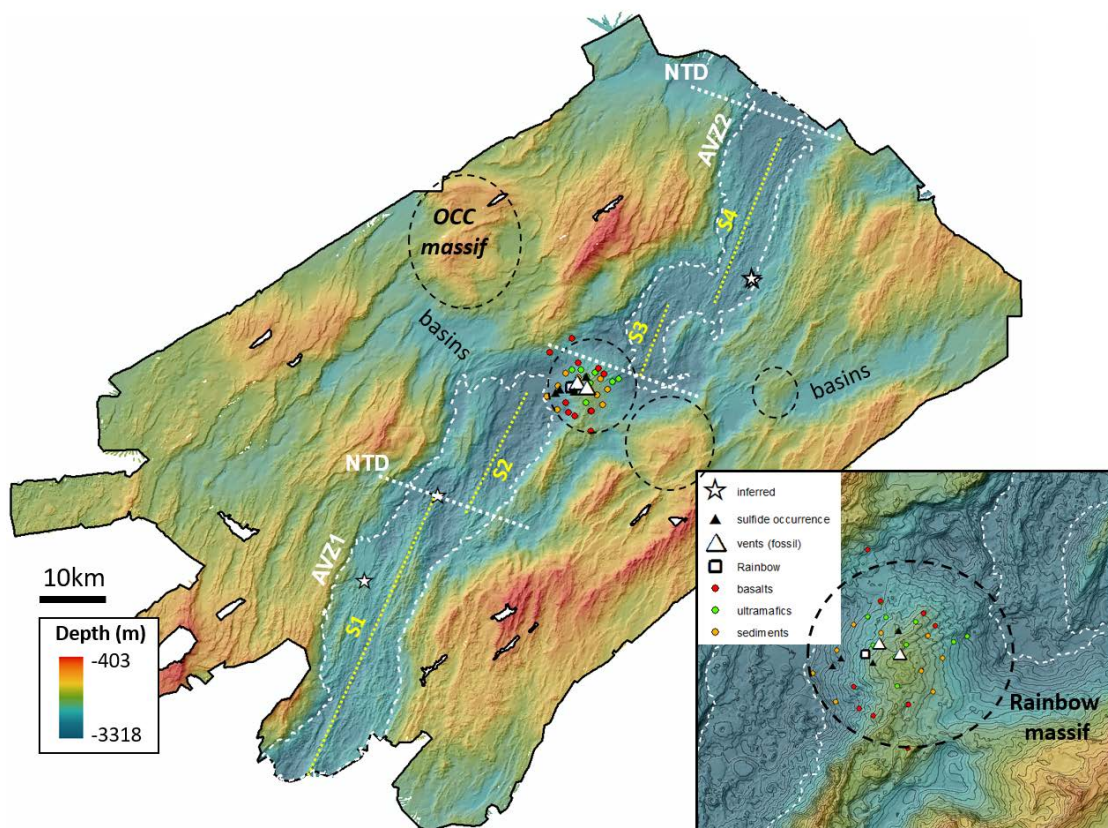 NTD
AVZ2
OCC
massif
S4
basins
S3
basins
S2
NTD
AVZ1
S1
10km
Depth (m)
-403
-3318
inferred
sulfide occurrence
vents (fossil)
Rainbow
basalts
ultramafics
sediments
Rainbow
massif